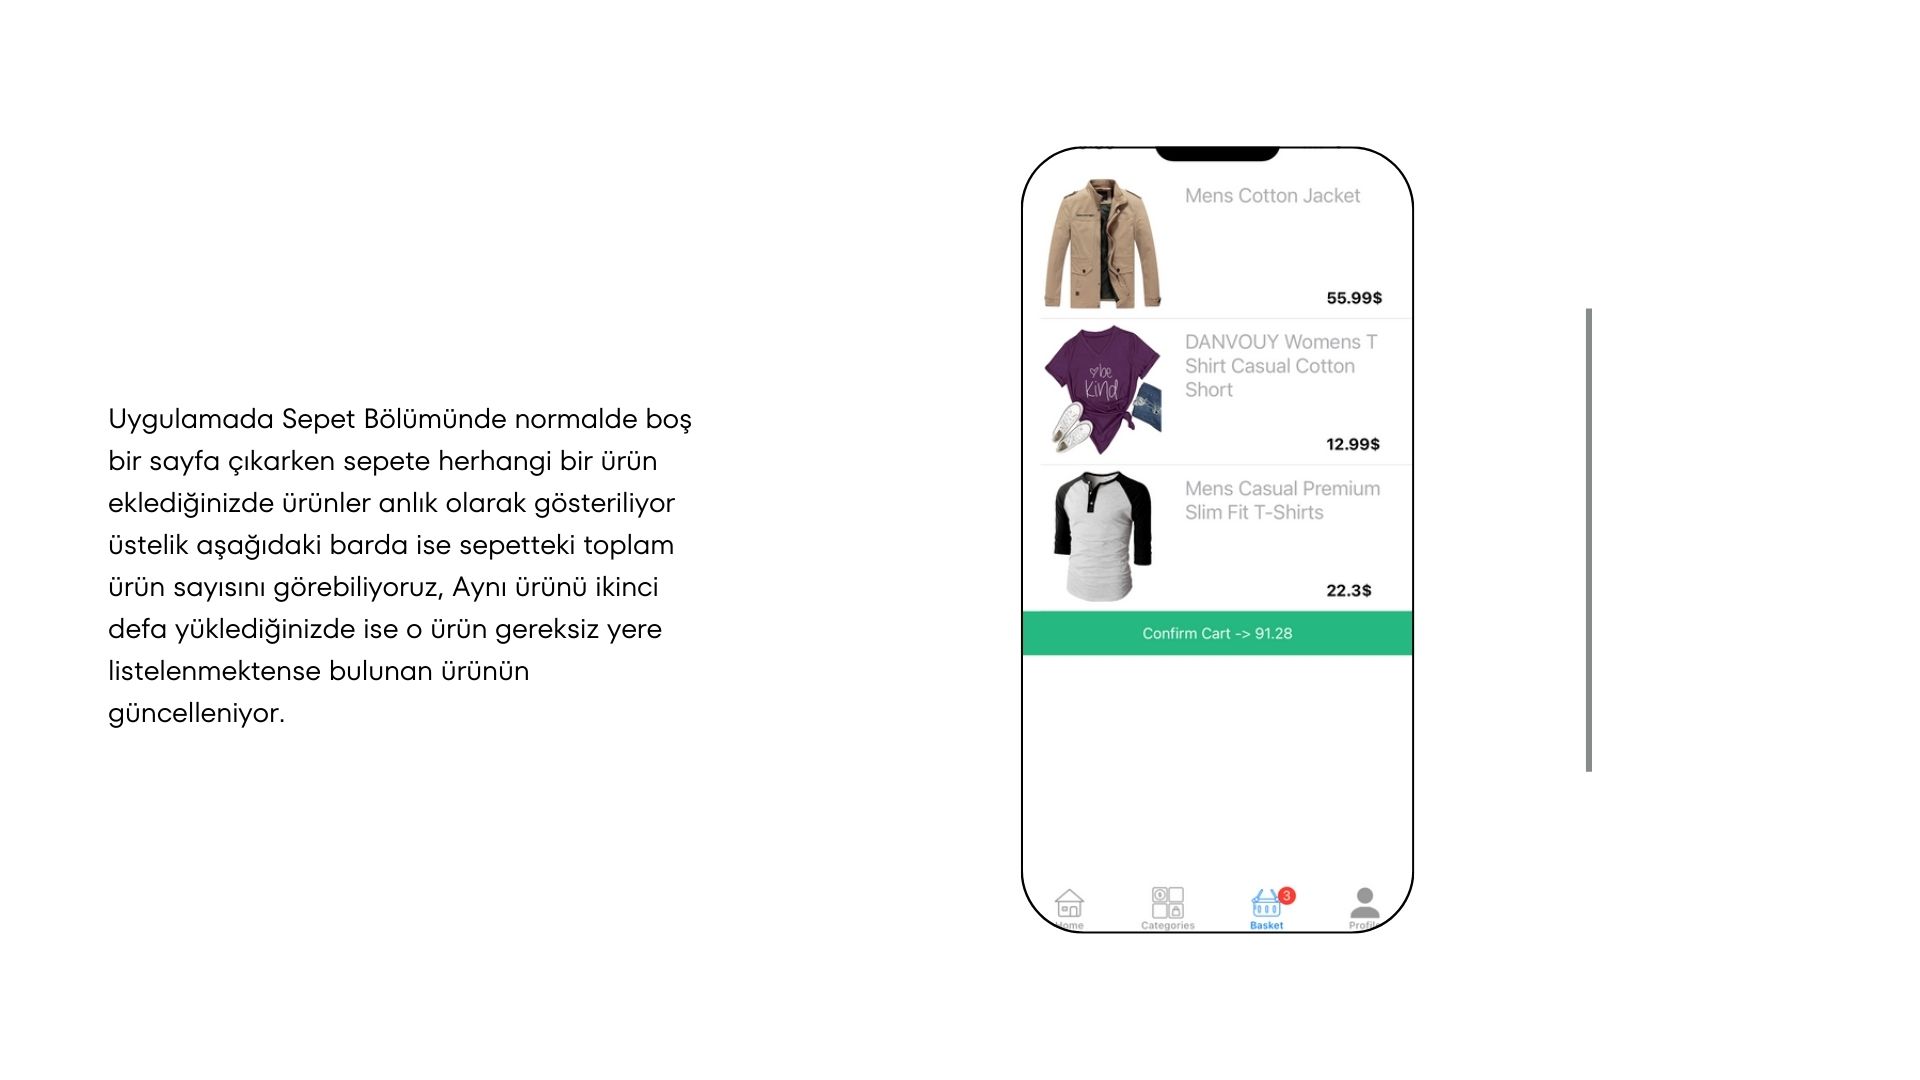 Uygulamada Sepet Bölümünde normalde boş
bir sayfa çıkarken sepete herhangi bir ürün
eklediğinizde ürünler anlık olarak gösteriliyor
üstelik aşağıdaki barda ise sepetteki toplam
ürün sayısını görebiliyoruz, Aynı ürünü ikinci
defa yüklediğinizde ise o ürün gereksiz yere
listelenmektense bulunan ürünün
güncelleniyor.
Mens Cotton Jacket
55.99$
be
kind
DANVOUY Womens T
Shirt Casual Cotton
Short
12.99$
Mens Casual Premium
Slim Fit T-Shirts
22.3$
Confirm Cart -> 91.28
3
Home
Categories
Basket
Profile